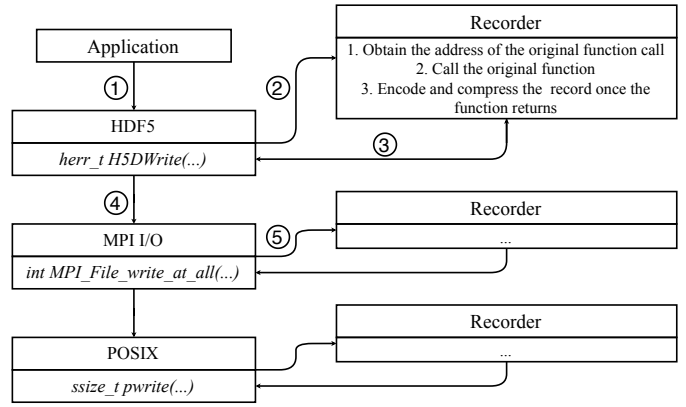 Application
①
HDF5
herr_t H5DWrite(...)
②
Recorder
1. Obtain the address of the original function call
2. Call the original function
3. Encode and compress the record once the
function returns
③
④
MPI I/O
int MPI_File_write_at_all(...)
⑤
Recorder
...
POSIX
ssize_t pwrite(...)
Recorder
...